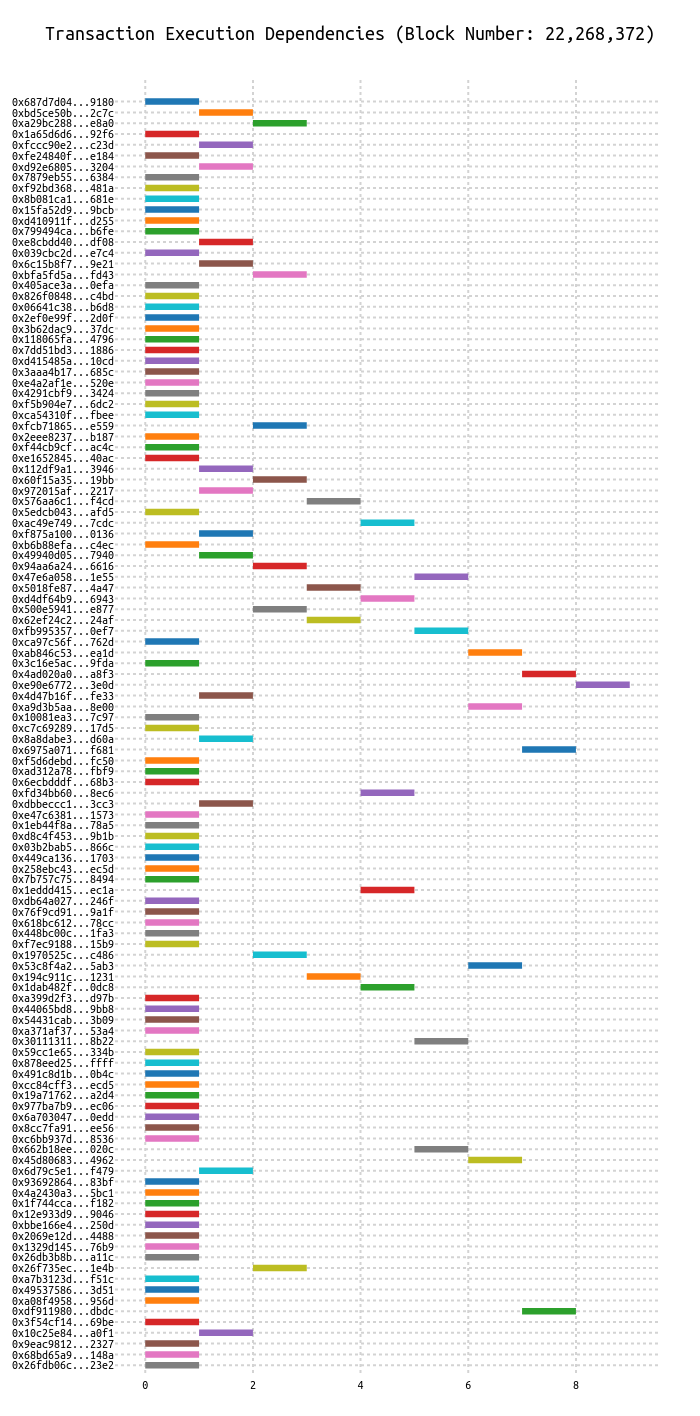 Transaction Execution Dependencies (Block Number: 22,268,372)
0x687d7d04...9180
0xbd5ce50b...2c7c
0xa29bc288...e8a0
0x1a65d6d6...92f6
0xfccc90e2...c23d
0xfe24840f...e184
0xd92e6805...3204
0x7879eb55...6384
0xf92bd368...481a
0x8b081ca1...681e
0x15fa52d9...9bcb
0xd410911f...d255
0x799494ca...b6fe
0xe8cbdd40...df08
0x039cbc2d...e7c4
0x6c15b8f7...9e21
0xbfa5fd5a...fd43
0x405ace3a...0efa
0x826f0848...c4bd
0x06641c38...b6d8
0x2ef0e99f...2d0f
0x3b62dac9...37dc
0x118065fa...4796
0x7dd51bd3...1886
0xd415485a...10cd
0x3aaa4b17...685c
0xe4a2af1e...520e
0x4291cbf9...3424
0xf5b904e7...6dc2
0xca54310f...fbee
0xfcb71865...e559
0x2eee8237...b187
0xf44cb9cf...ac4c
0xe1652845...40ac
0x112df9a1...3946
0x60f15a35...19bb
0x972015af...2217
0x576aa6c1...f4cd
0x5edcb043...afd5
0xac49e749...7cdc
0xf875a100...0136
0xb6b88efa...c4ec
0x49940d05...7940
0x94aa6a24...6616
0x47e6a058...1e55
0x5018fe87...4a47
0xd4df64b9...6943
0x500e5941...e877
0x62ef24c2...24af
0xfb995357...0ef7
0xca97c56f...762d
0xab846c53...ea1d
0x3c16e5ac...9fda
0x4ad020a0...a8f3
0xe90e6772...3e0d
0x4d47b16f...fe33
0xa9d3b5aa...8e00
0x10081ea3...7c97
0xc7c69289...17d5
0x8a8dabe3...d60a
0x6975a071...f681
0xf5d6debd...fc50
0xad312a78...fbf9
0x6ecbdddf...68b3
0xfd34bb60...8ec6
0xdbbeccc1...3cc3
0xe47c6381...1573
0x1eb44f8a...78a5
0xd8c4f453...9b1b
0x03b2bab5...866c
0x449ca136...1703
0x258ebc43...ec5d
0x7b757c75...8494
0x1eddd415...ec1a
0xdb64a027...246f
0x76f9cd91...9a1f
0x618bc612...78cc
0x448bc00c...1fa3
0xf7ec9188...15b9
0x1970525c...c486
0x53c8f4a2...5ab3
0x194c911c...1231
0x1dab482f...0dc8
0xa399d2f3...d97b
0x44065bd8...9bb8
0x54431cab...3b09
0xa371af37...53a4
0x30111311...8b22
0x59cc1e65...334b
0x878eed25...ffff
0x491c8d1b...0b4c
0xcc84cff3...ecd5
0x19a71762...a2d4
0x977ba7b9...ec06
0x6a703047...0edd
0x8cc7fa91...ee56
0xc6bb937d...8536
0x662b18ee...020c
0x45d80683...4962
0x6d79c5e1...f479
0x93692864...83bf
0x4a2430a3...5bc1
0x1f744cca...f182
0x12e933d9...9046
0xbbe166e4...250d
0x2069e12d...4488
0x1329d145...76b9
0x26db3b8b...a11c
0x26f735ec...1e4b
0xa7b3123d...f51c
0x49537586...3d51
0xa08f4958...956d
0xdf911980...dbdc
0x3f54cf14...69be
0x10c25e84...a0f1
0x9eac9812...2327
0x68bd65a9...148a
0x26fdb06c...23e2
0 2 4 6 8